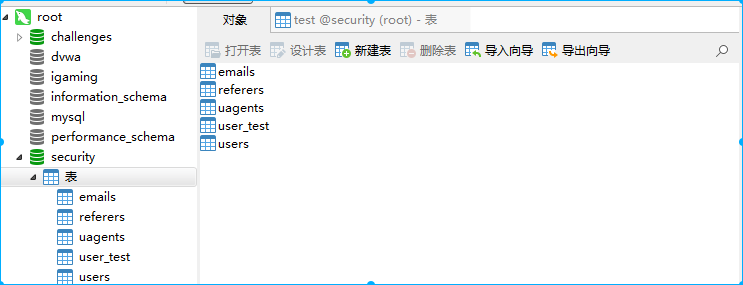 root
challenges
dvwa
igaming
information_schema
mysql
performance_schema
security
表
emails
referers
uagents
user_test
users
对象
test @security (root) - 表
打开表 设计表 新建表 删除表 导入向导 导出向导
emails
referers
uagents
user_test
users